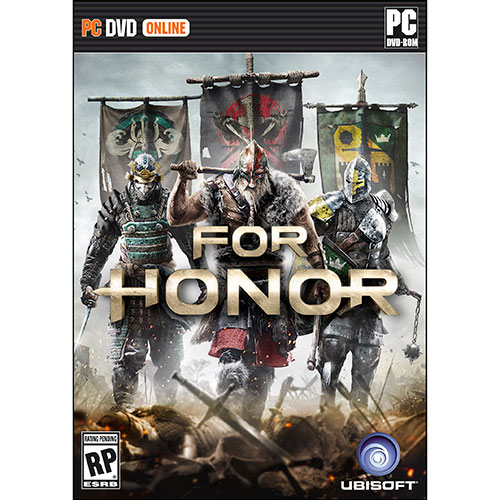 PC DVD ONLINE
PC
DVD-ROM
FOR
HONOR
RATING PENDING
RP
ESRB
UBISOFT